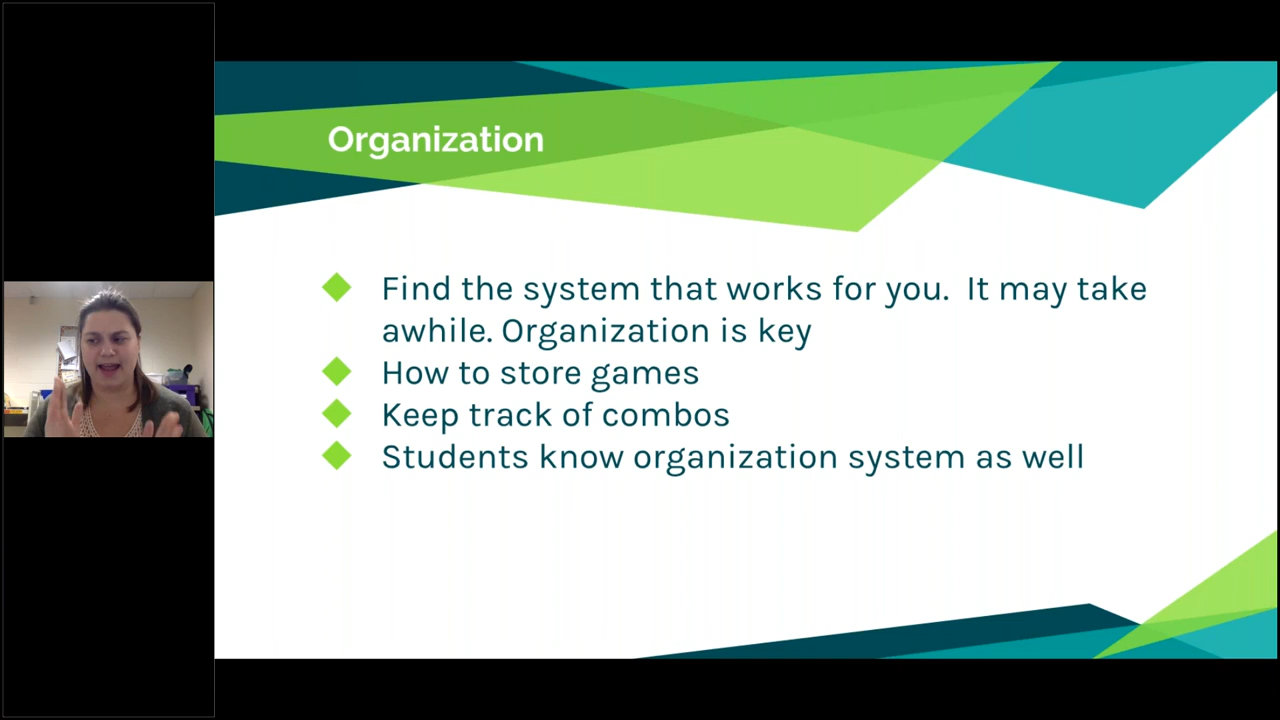 Organization
Find the system that works for you.  It may take
awhile. Organization is key
How to store games
Keep track of combos
Students know organization system as well